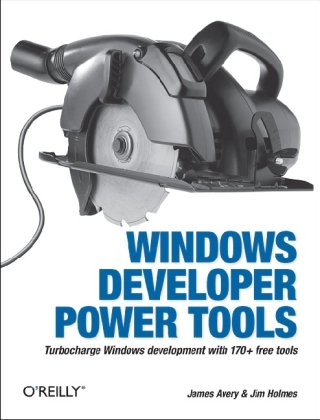 WINDOWS
DEVELOPER
POWER TOOLS
Turbocharge Windows development with 170+ free tools
O'REILLY®
James Avery & Jim Holmes